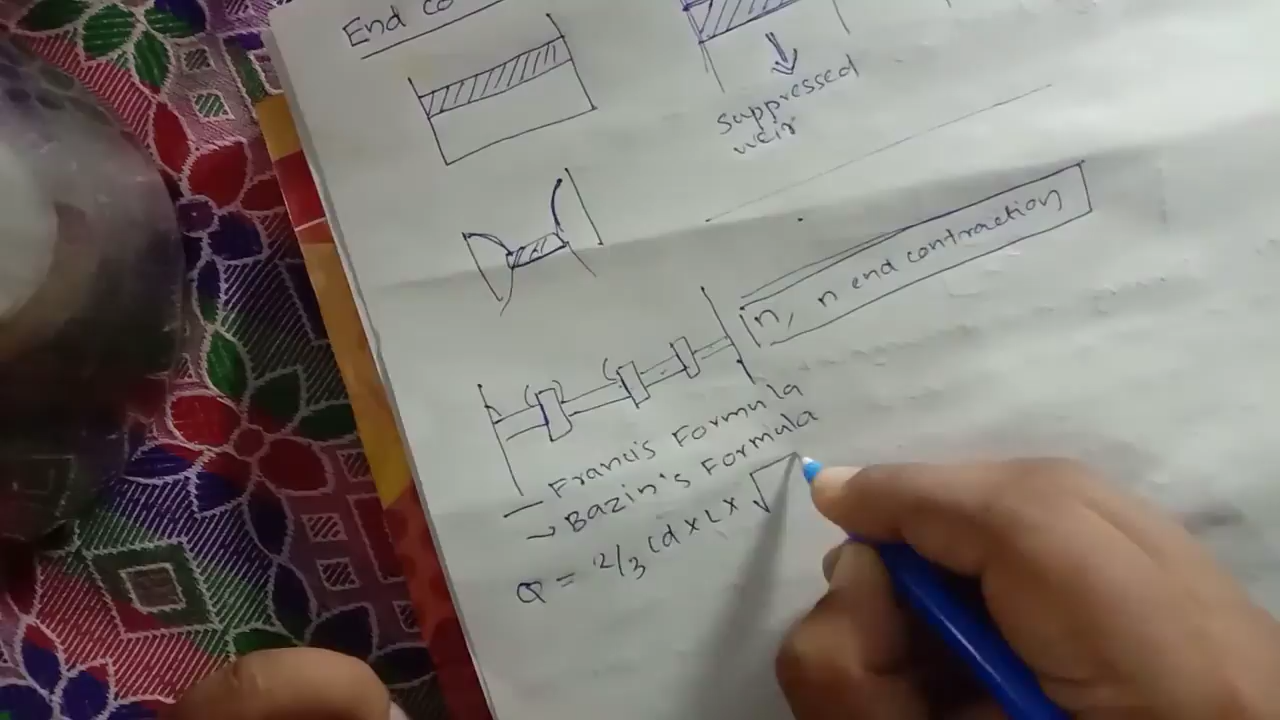 End co
suppressed
weir
n, n end contraction
Francis Formula
Bazin's Formula
Q = 2/3 Cd x L x √